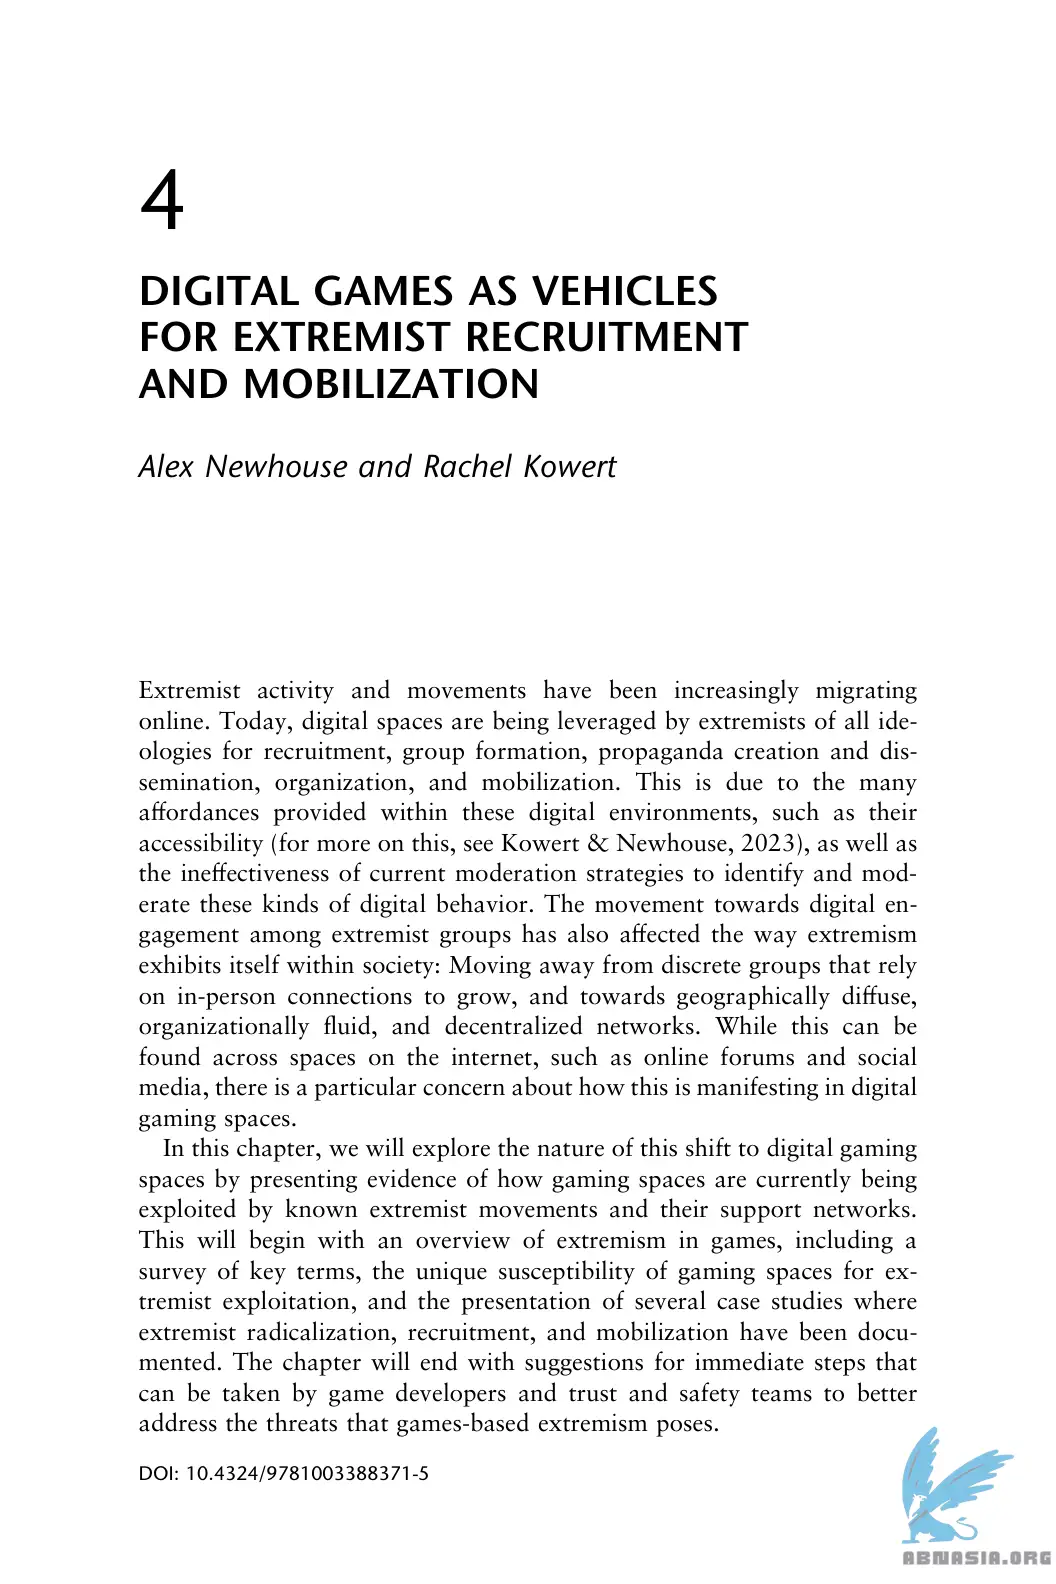 4
DIGITAL GAMES AS VEHICLES
FOR EXTREMIST RECRUITMENT
AND MOBILIZATION
Alex Newhouse and Rachel Kowert
Extremist activity and movements have been increasingly migrating
online. Today, digital spaces are being leveraged by extremists of all ide-
ologies for recruitment, group formation, propaganda creation and dis-
semination, organization, and mobilization. This is due to the many
affordances provided within these digital environments, such as their
accessibility (for more on this, see Kowert & Newhouse, 2023), as well as
the ineffectiveness of current moderation strategies to identify and mod-
erate these kinds of digital behavior. The movement towards digital en-
gagement among extremist groups has also affected the way extremism
exhibits itself within society: Moving away from discrete groups that rely
on in-person connections to grow, and towards geographically diffuse,
organizationally fluid, and decentralized networks. While this can be
found across spaces on the internet, such as online forums and social
media, there is a particular concern about how this is manifesting in digital
gaming spaces.
In this chapter, we will explore the nature of this shift to digital gaming
spaces by presenting evidence of how gaming spaces are currently being
exploited by known extremist movements and their support networks.
This will begin with an overview of extremism in games, including a
survey of key terms, the unique susceptibility of gaming spaces for ex-
tremist exploitation, and the presentation of several case studies where
extremist radicalization, recruitment, and mobilization have been docu-
mented. The chapter will end with suggestions for immediate steps that
can be taken by game developers and trust and safety teams to better
address the threats that games-based extremism poses.
DOI: 10.4324/9781003388371-5
ABNASIA.ORG